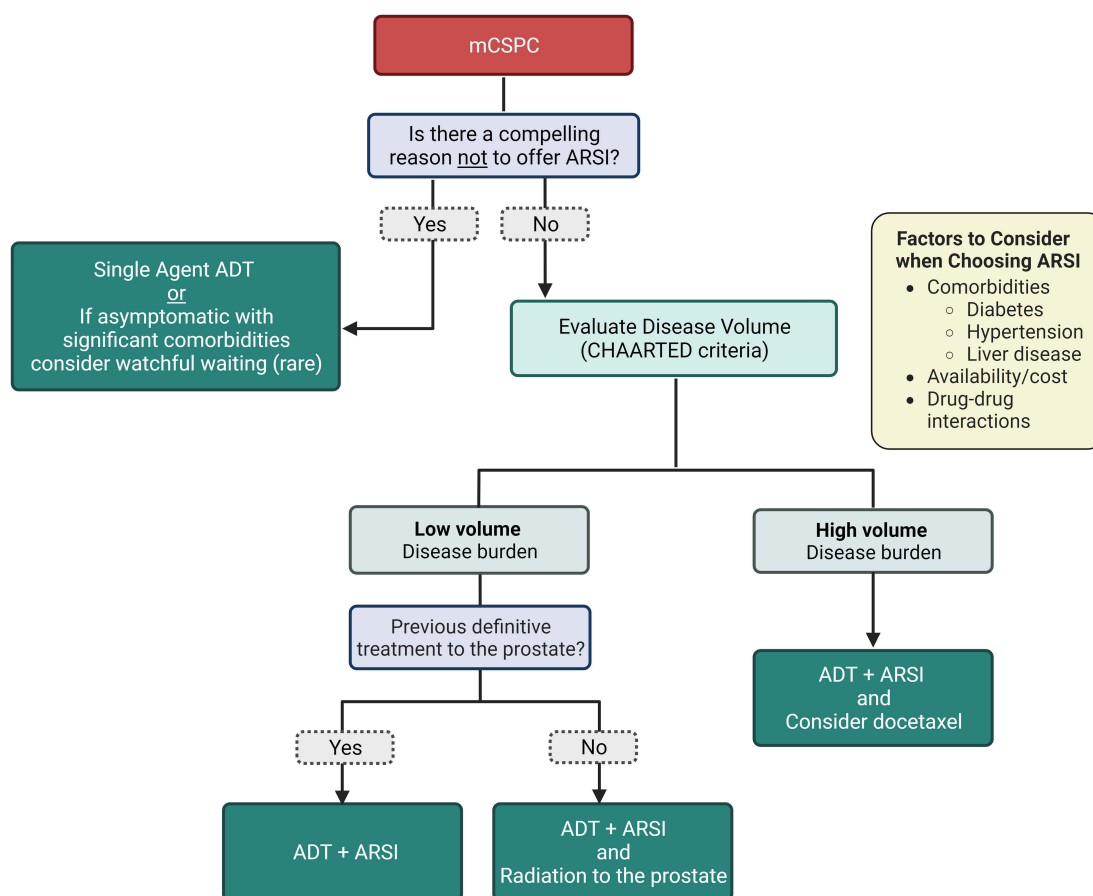 mCSPC
Is there a compelling
reason not to offer ARSI?
Yes
No
Single Agent ADT
or
If asymptomatic with
significant comorbidities
consider watchful waiting (rare)
Evaluate Disease Volume
(CHAARTED criteria)
Factors to Consider
when Choosing ARSI
• Comorbidities
○ Diabetes
○ Hypertension
○ Liver disease
• Availability/cost
• Drug-drug
interactions
Low volume
Disease burden
High volume
Disease burden
Previous definitive
treatment to the prostate?
ADT + ARSI
and
Consider docetaxel
Yes
No
ADT + ARSI
ADT + ARSI
and
Radiation to the prostate